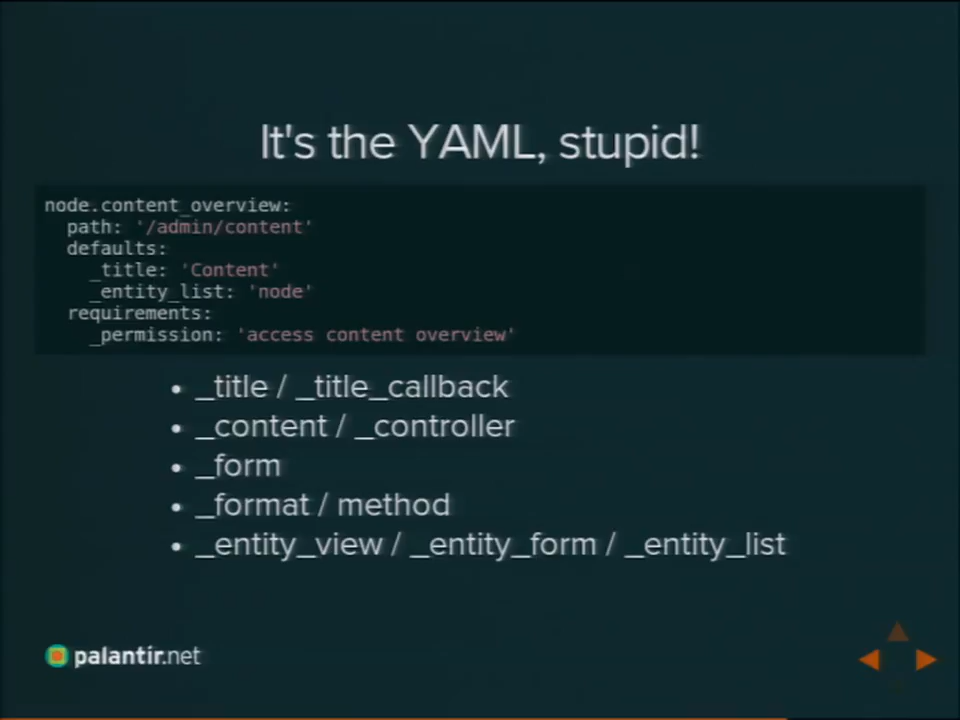 It's the YAML, stupid!
node.content_overview:
  path: '/admin/content'
  defaults:
    _title: 'Content'
    _entity_list: 'node'
  requirements:
    _permission: 'access content overview'
• _title / _title_callback
• _content / _controller
• _form
• _format / method
• _entity_view / _entity_form / _entity_list
palantir.net